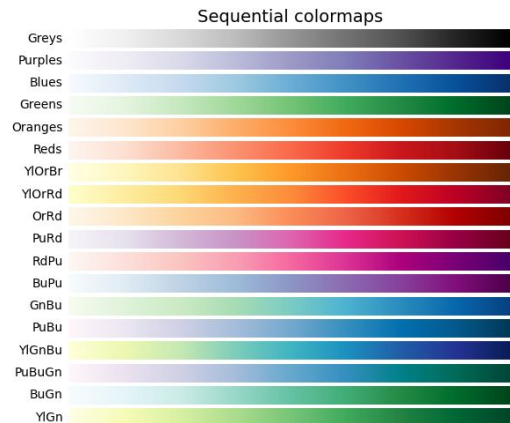 Sequential colormaps
Greys
Purples
Blues
Greens
Oranges
Reds
YlOrBr
YlOrRd
OrRd
PuRd
RdPu
BuPu
GnBu
PuBu
YlGnBu
PuBuGn
BuGn
YlGn